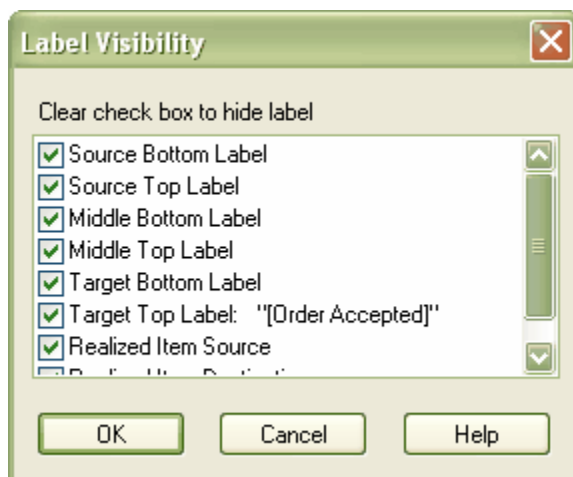 Label Visibility
Clear check box to hide label
Source Bottom Label
Source Top Label
Middle Bottom Label
Middle Top Label
Target Bottom Label
Target Top Label: "[Order Accepted]"
Realized Item Source
OK Cancel Help